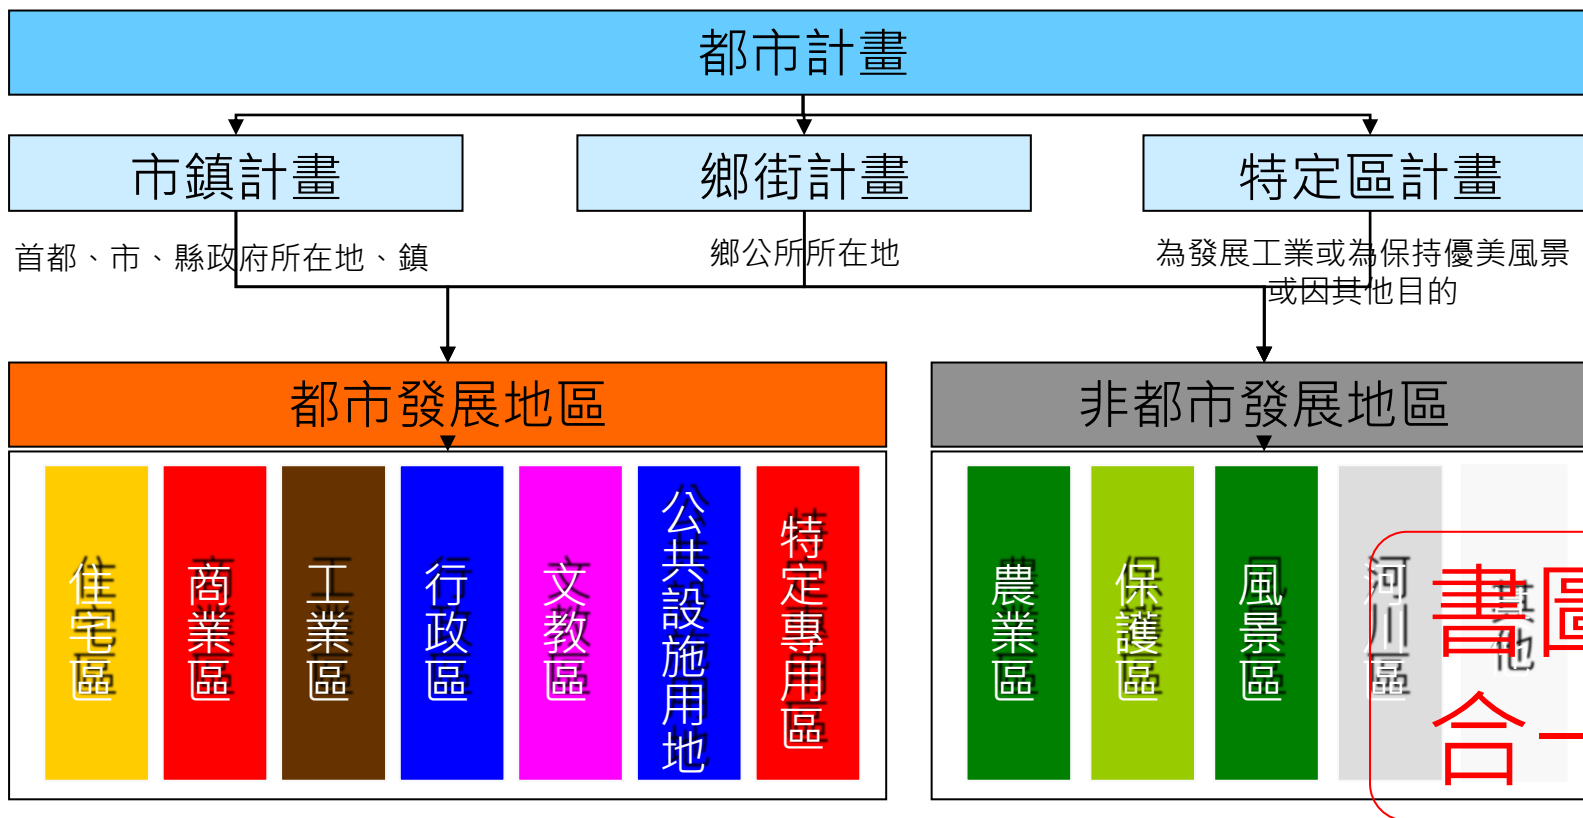 都市計畫
市鎮計畫
鄉街計畫
特定區計畫
首都、市、縣政府所在地、鎮
鄉公所所在地
為發展工業或為保持優美風景
或因其他目的
都市發展地區
非都市發展地區
住宅區
商業區
工業區
行政區
文教區
公共設施用地
特定專用區
農業區
保護區
風景區
河川區
其他
書圖
合一